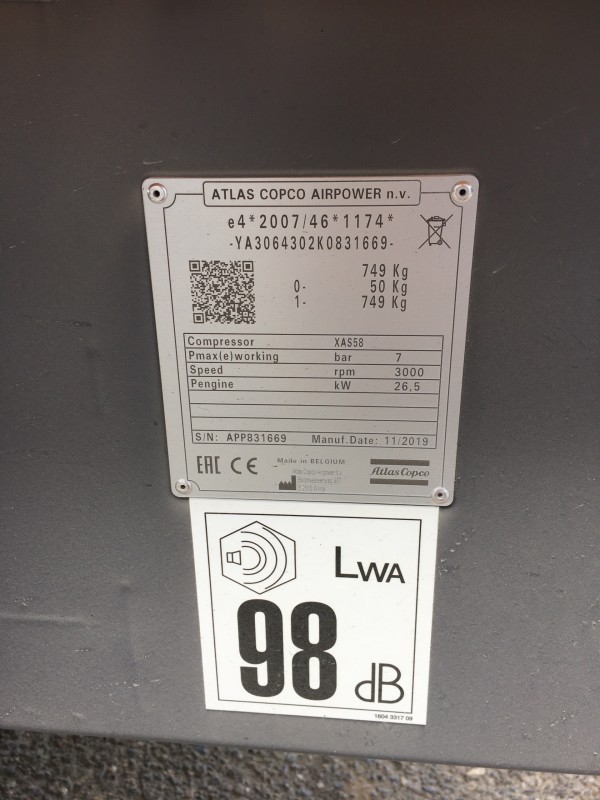 ATLAS COPCO AIRPOWER n.v.
e4*2007/46*1174*
-YA3064302K0831669-
749 Kg
0- 50 Kg
1- 749 Kg
Compressor XAS58
Pmax(e)working bar 7
Speed rpm 3000
Pengine kW 26,5
S/N: APP831669 Manuf.Date: 11/2019
EAC CE Made in BELGIUM Atlas Copco
LWA
98 dB
1604 3317 09